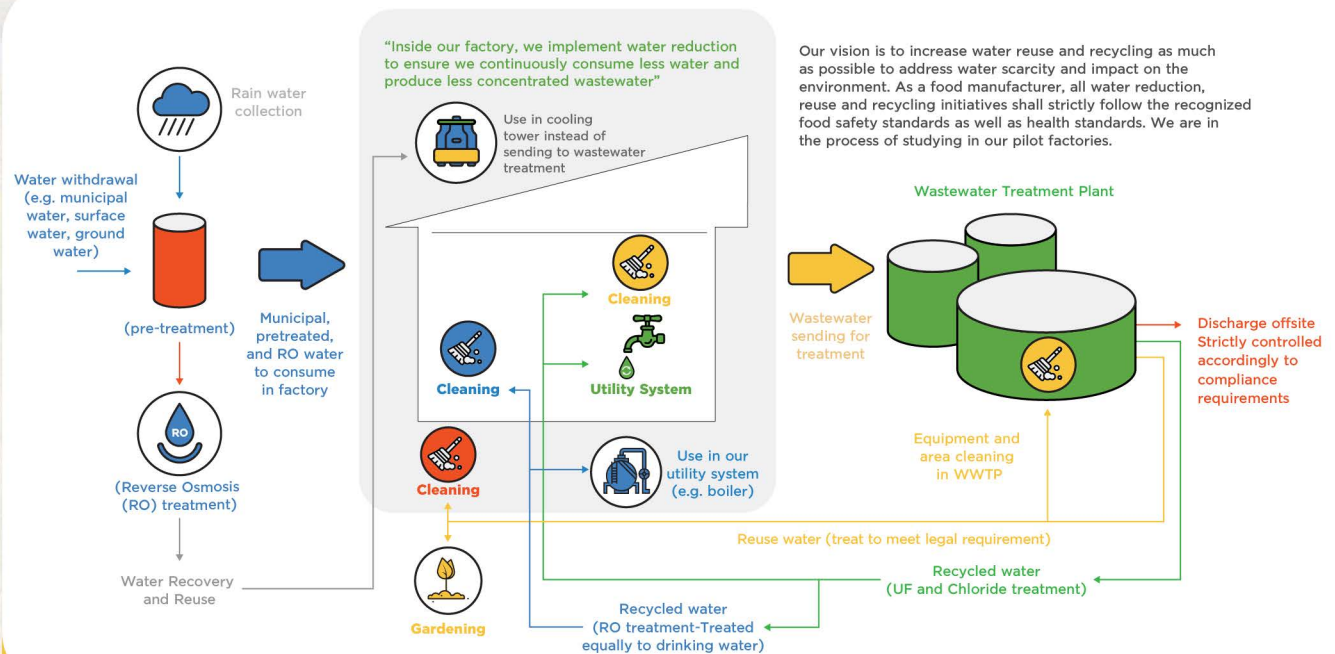 “Inside our factory, we implement water reduction
to ensure we continuously consume less water and
produce less concentrated wastewater”
Our vision is to increase water reuse and recycling as much
as possible to address water scarcity and impact on the
environment. As a food manufacturer, all water reduction,
reuse and recycling initiatives shall strictly follow the recognized
food safety standards as well as health standards. We are in
the process of studying in our pilot factories.
Rain water
collection
Use in cooling
tower instead of
sending to wastewater
treatment
Water withdrawal
(e.g. municipal
water, surface
water, ground
water)
Wastewater Treatment Plant
(pre-treatment)
Municipal,
pretreated,
and RO water
to consume
in factory
Cleaning
Cleaning
Utility System
Wastewater
sending for
treatment
Discharge offsite
Strictly controlled
accordingly to
compliance
requirements
RO
(Reverse Osmosis
(RO) treatment)
Cleaning
Use in our
utility system
(e.g. boiler)
Equipment and
area cleaning
in WWTP
Reuse water (treat to meet legal requirement)
Water Recovery
and Reuse
Gardening
Recycled water
(UF and Chloride treatment)
Recycled water
(RO treatment-Treated
equally to drinking water)